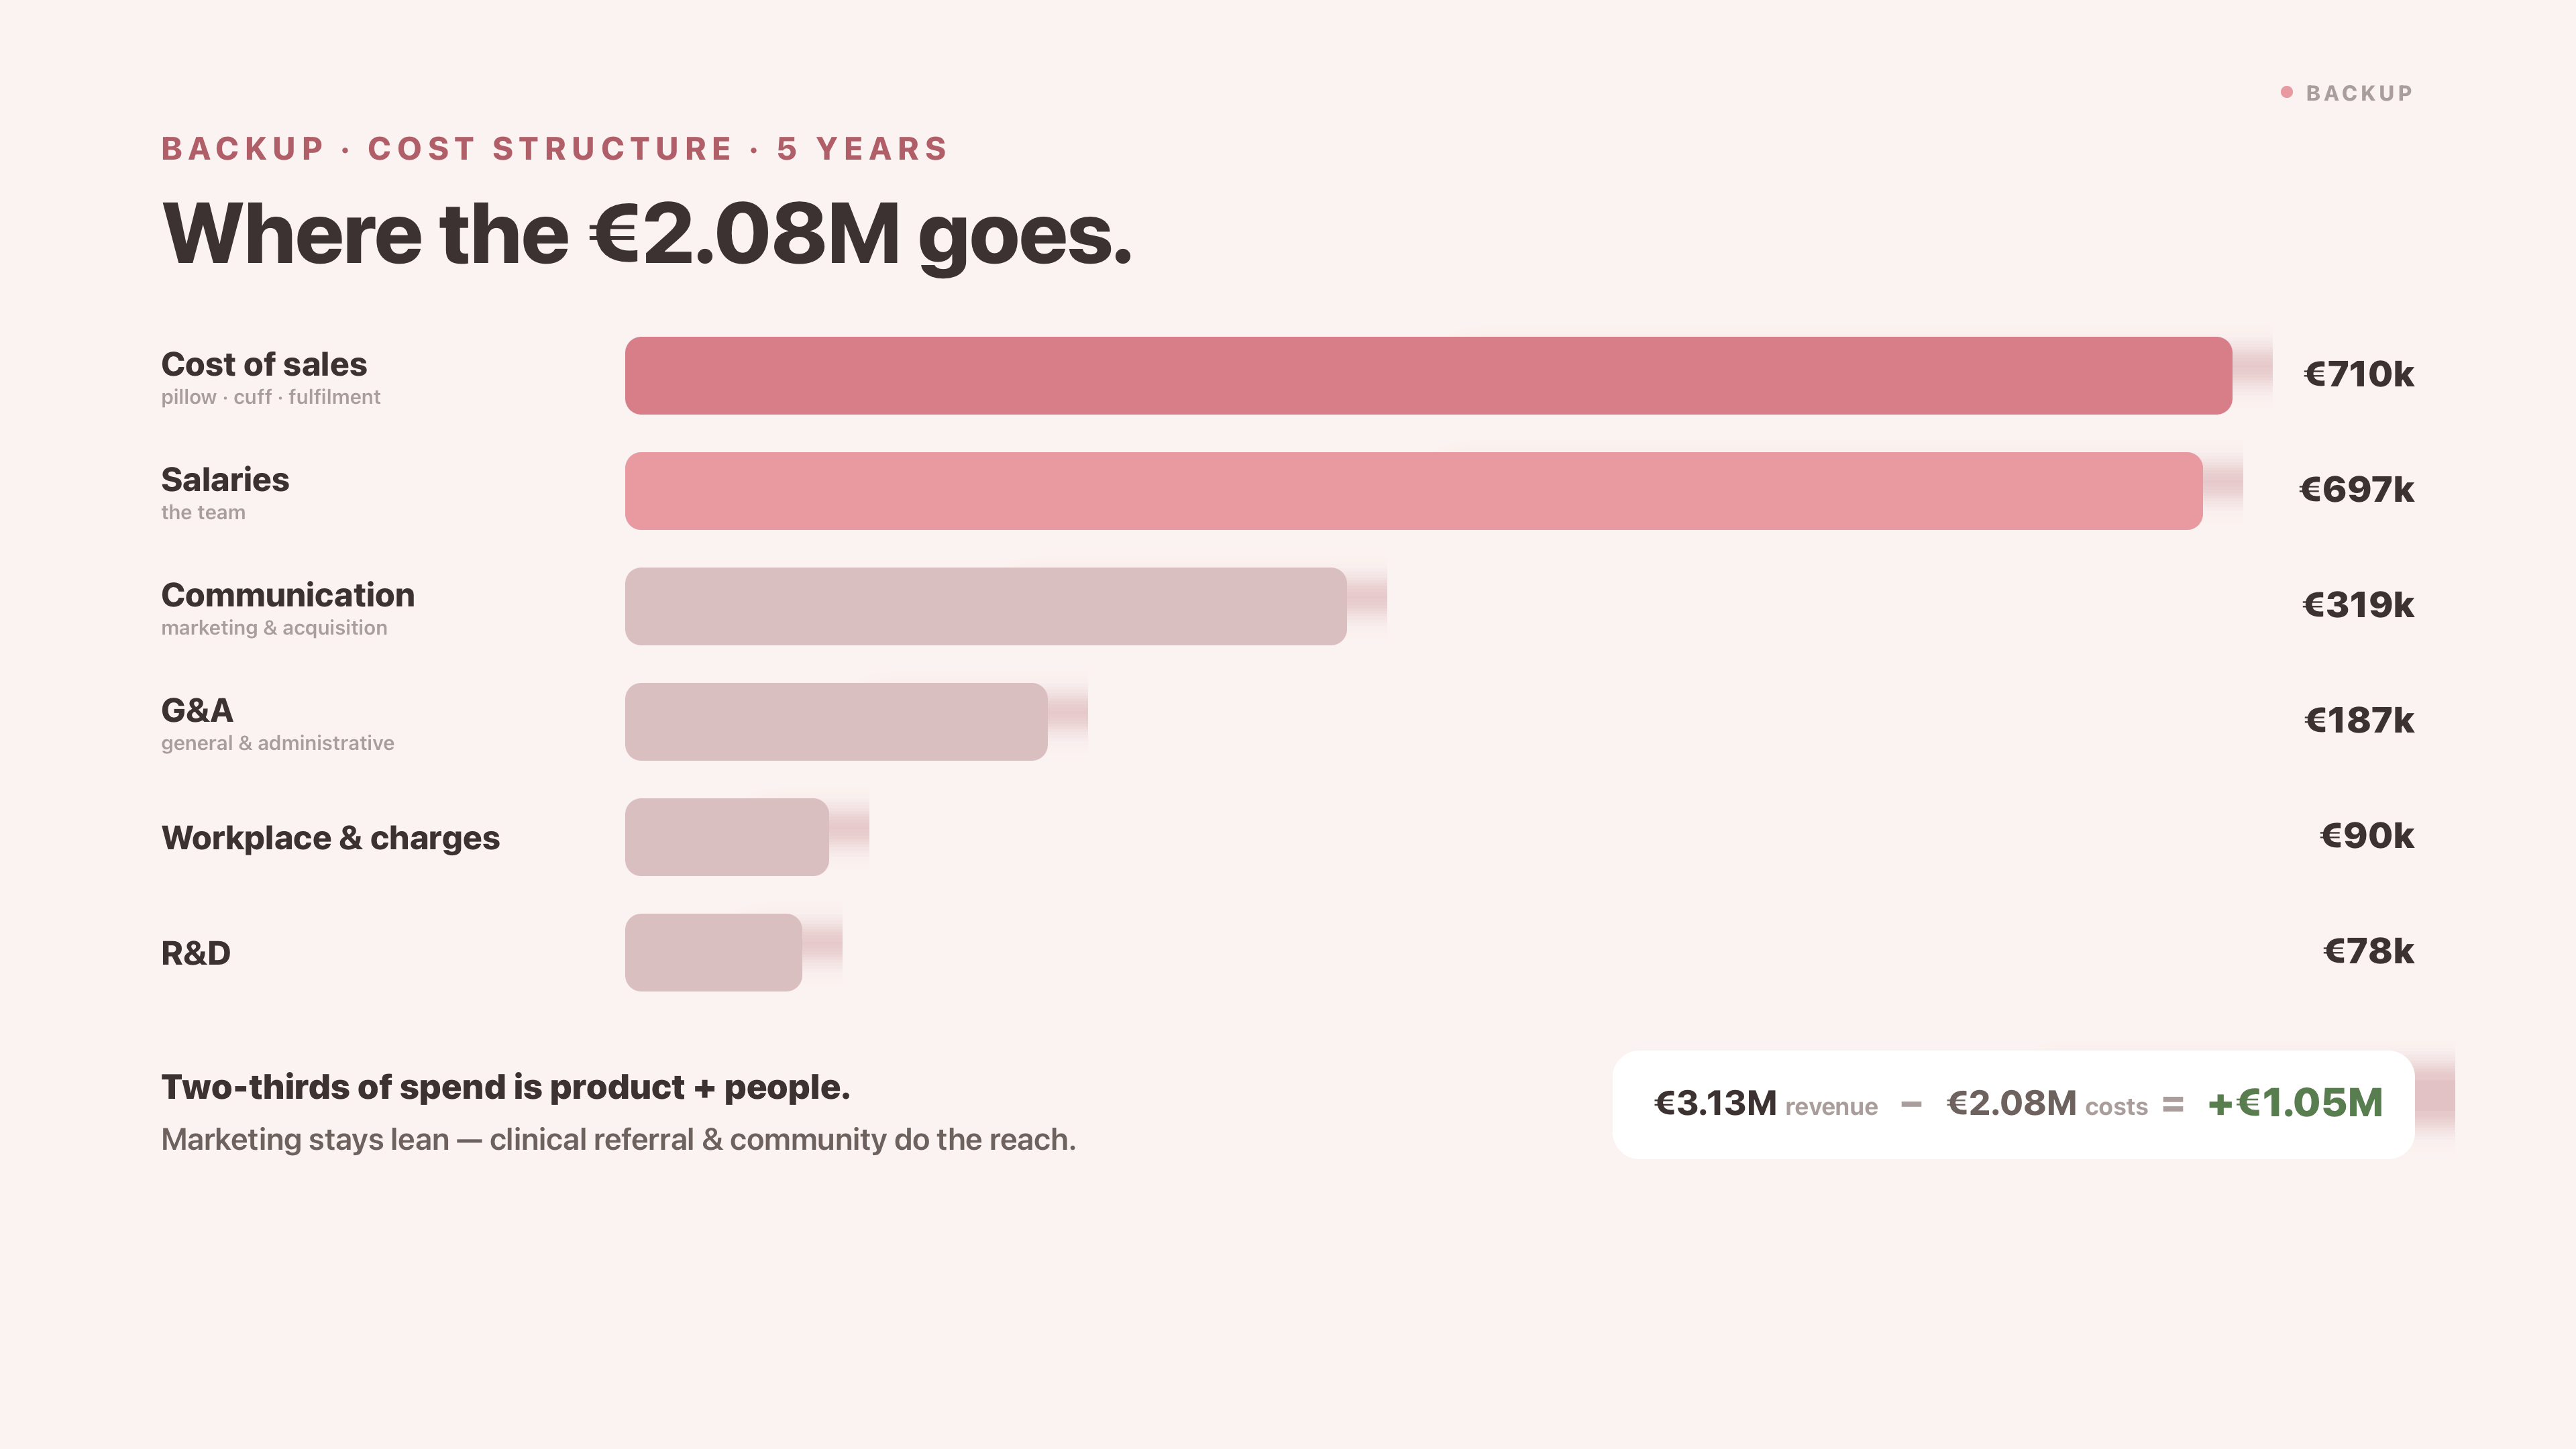 BACKUP
BACKUP · COST STRUCTURE · 5 YEARS
Where the €2.08M goes.
Cost of sales
pillow · cuff · fulfilment
€710k
Salaries
the team
€697k
Communication
marketing & acquisition
€319k
G&A
general & administrative
€187k
Workplace & charges
€90k
R&D
€78k
Two-thirds of spend is product + people.
Marketing stays lean — clinical referral & community do the reach.
€3.13M revenue − €2.08M costs = +€1.05M